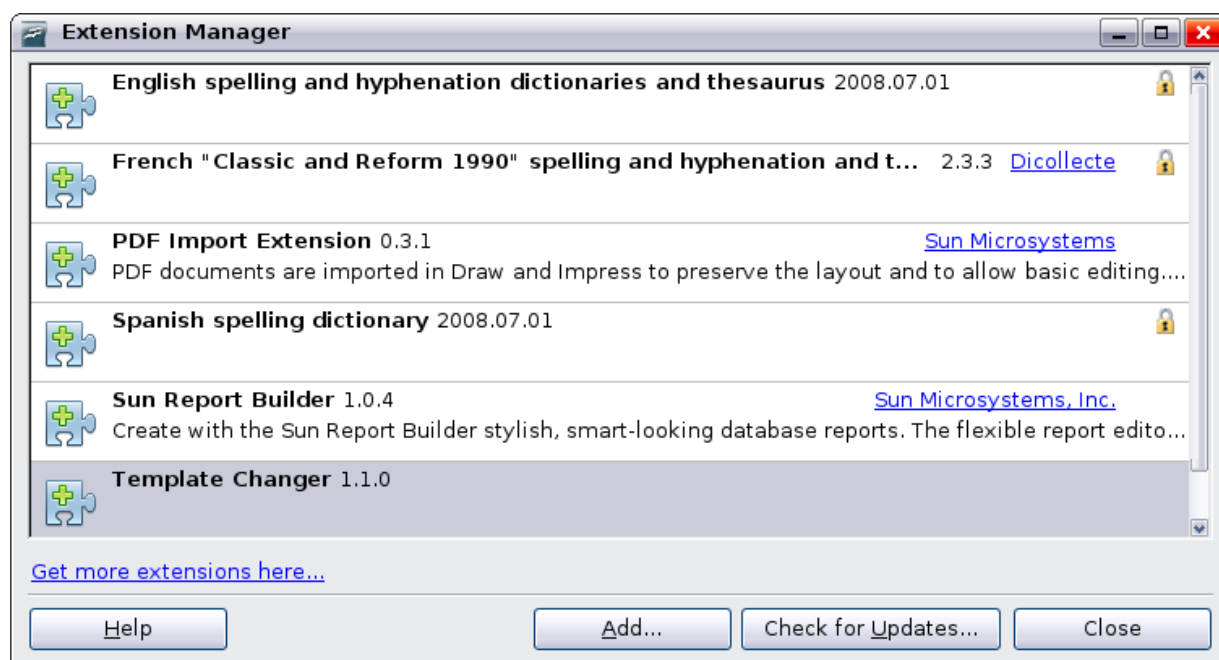 Extension Manager
English spelling and hyphenation dictionaries and thesaurus 2008.07.01
French "Classic and Reform 1990" spelling and hyphenation and t... 2.3.3 Dicollecte
PDF Import Extension 0.3.1 Sun Microsystems
PDF documents are imported in Draw and Impress to preserve the layout and to allow basic editing....
Spanish spelling dictionary 2008.07.01
Sun Report Builder 1.0.4 Sun Microsystems, Inc.
Create with the Sun Report Builder stylish, smart-looking database reports. The flexible report edito...
Template Changer 1.1.0
Get more extensions here...
Help Add... Check for Updates... Close